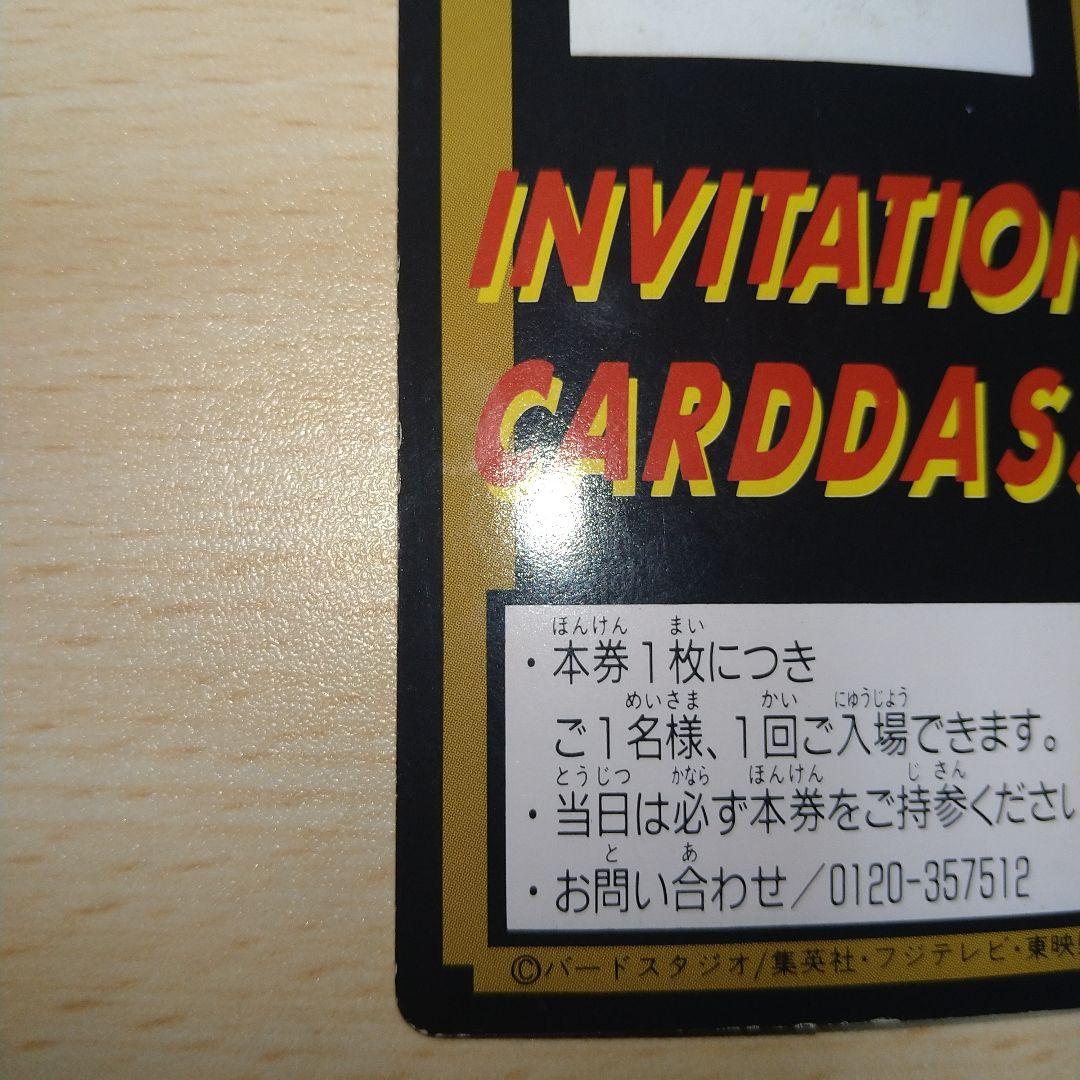 INVITATION
CARDDAS
ほんけん まい
・本券1枚につき
めいさま かい にゅうじよう
ご1名様、1回ご入場できます。
とうじつ かなら ほんけん じ さん
・当日は必ず本券をご持参ください
と あ
・お問い合わせ/0120-357512
©バードスタジオ/集英社・フジテレビ・東映